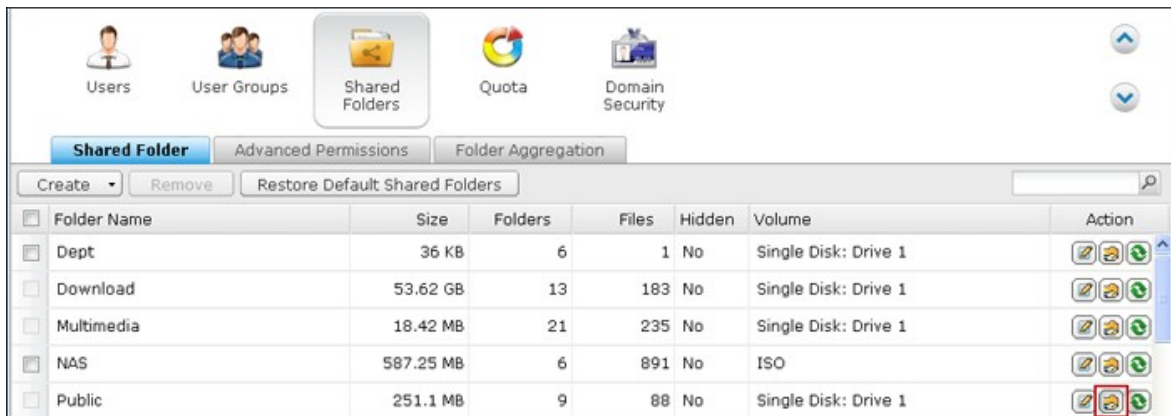 Users
User Groups
Shared
Folders
Quota
Domain
Security
Shared Folder Advanced Permissions Folder Aggregation
Create Remove Restore Default Shared Folders
Folder Name Size Folders Files Hidden Volume Action
Dept 36 KB 6 1 No Single Disk: Drive 1
Download 53.62 GB 13 183 No Single Disk: Drive 1
Multimedia 18.42 MB 21 235 No Single Disk: Drive 1
NAS 587.25 MB 6 891 No ISO
Public 251.1 MB 9 88 No Single Disk: Drive 1